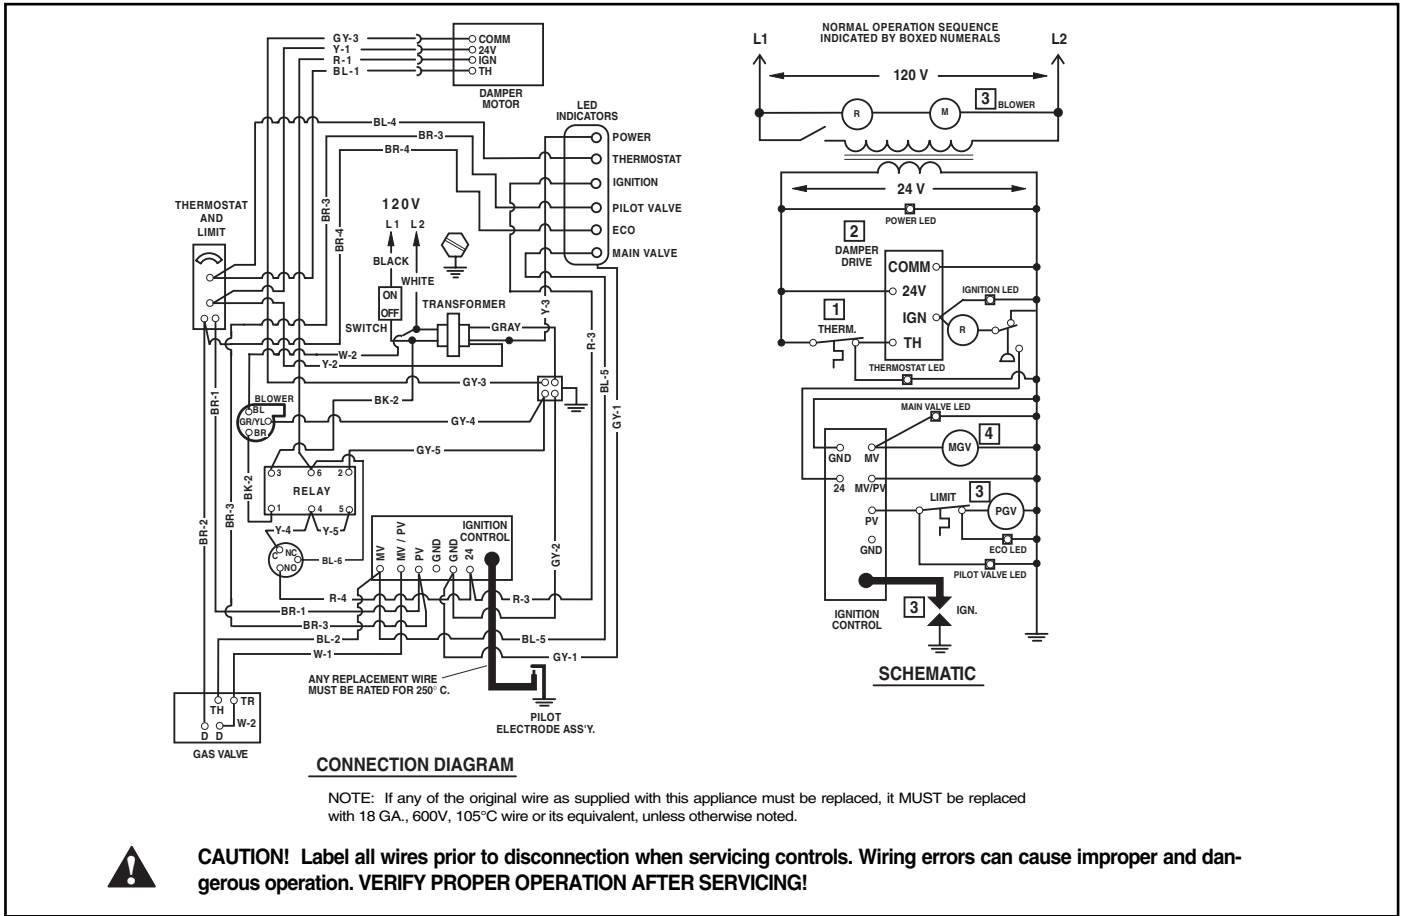 GY-3
Y-1
R-1
BL-1
COMM
24V
IGN
TH
DAMPER
MOTOR
LED
INDICATORS
POWER
THERMOSTAT
IGNITION
PILOT VALVE
ECO
MAIN VALVE
BL-4
BR-3
BR-4
BR-3
BR-4
THERMOSTAT
AND
LIMIT
120V
L1 L2
BLACK
WHITE
ON
OFF
SWITCH
TRANSFORMER
GRAY
Y-3
R-3
BL-5
GY-1
W-2
Y-2
GY-3
BK-2
BR-1
BLOWER
BL
GR/YL
BR
GY-4
GY-5
3
6
2
RELAY
1
4
5
BK-2
BR-3
BR-2
Y-4
Y-5
C
NC
NO
BL-6
IGNITION
CONTROL
MV
MV / PV
PV
GND
GND
24
GY-2
R-4
R-3
BR-1
BR-3
BL-2
BL-5
W-1
GY-1
ANY REPLACEMENT WIRE
MUST BE RATED FOR 250° C.
PILOT
ELECTRODE ASS'Y.
TH
TR
W-2
D D
GAS VALVE
CONNECTION DIAGRAM
NORMAL OPERATION SEQUENCE
INDICATED BY BOXED NUMERALS
L1
L2
120 V
R
M
3
BLOWER
24 V
POWER LED
2
DAMPER
DRIVE
COMM
24V
IGN
TH
IGNITION LED
R
1
THERM.
THERMOSTAT LED
MAIN VALVE LED
GND
MV
MGV
4
24
MV/PV
LIMIT
3
PV
PGV
GND
ECO LED
PILOT VALVE LED
IGNITION
CONTROL
3
IGN.
SCHEMATIC
NOTE: If any of the original wire as supplied with this appliance must be replaced, it MUST be replaced
with 18 GA., 600V, 105°C wire or its equivalent, unless otherwise noted.
!
CAUTION! Label all wires prior to disconnection when servicing controls. Wiring errors can cause improper and dan-
gerous operation. VERIFY PROPER OPERATION AFTER SERVICING!